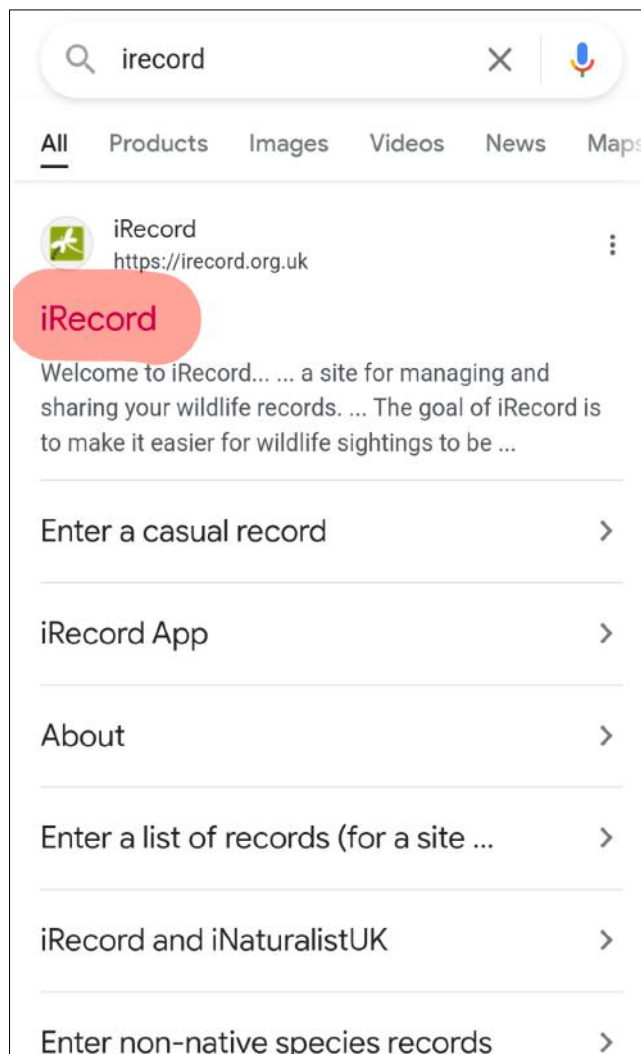 irecord
All Products Images Videos News Maps
iRecord
https://irecord.org.uk
iRecord
Welcome to iRecord... ... a site for managing and
sharing your wildlife records. ... The goal of iRecord is
to make it easier for wildlife sightings to be ...
Enter a casual record
iRecord App
About
Enter a list of records (for a site ...
iRecord and iNaturalistUK
Enter non-native species records